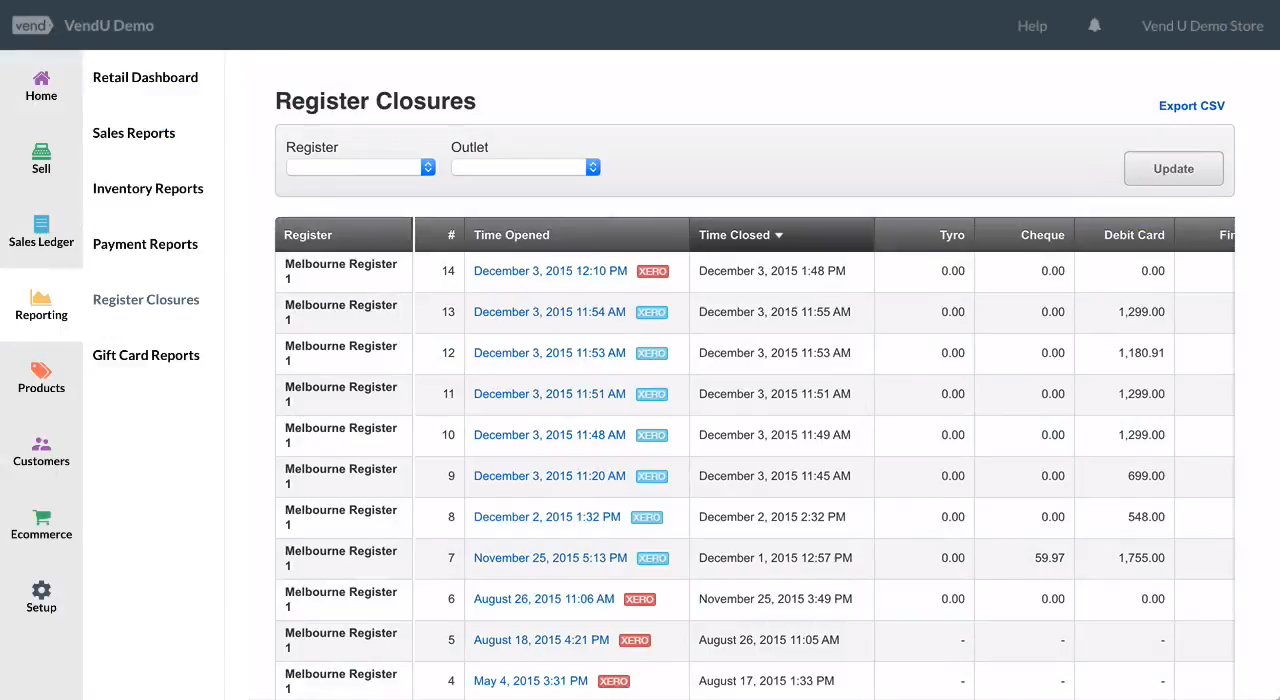 vend VendU Demo Help Vend U Demo Store
Home
Sell
Sales Ledger
Reporting
Products
Customers
Ecommerce
Setup
Retail Dashboard
Sales Reports
Inventory Reports
Payment Reports
Register Closures
Gift Card Reports
Register Closures
Export CSV
Register Outlet
Update
Register # Time Opened Time Closed Tyro Cheque Debit Card Fir
Melbourne Register
1
14 December 3, 2015 12:10 PM XERO December 3, 2015 1:48 PM 0.00 0.00 0.00
Melbourne Register
1
13 December 3, 2015 11:54 AM XERO December 3, 2015 11:55 AM 0.00 0.00 1,299.00
Melbourne Register
1
12 December 3, 2015 11:53 AM XERO December 3, 2015 11:53 AM 0.00 0.00 1,180.91
Melbourne Register
1
11 December 3, 2015 11:51 AM XERO December 3, 2015 11:51 AM 0.00 0.00 1,299.00
Melbourne Register
1
10 December 3, 2015 11:48 AM XERO December 3, 2015 11:49 AM 0.00 0.00 1,299.00
Melbourne Register
1
9 December 3, 2015 11:20 AM XERO December 3, 2015 11:45 AM 0.00 0.00 699.00
Melbourne Register
1
8 December 2, 2015 1:32 PM XERO December 2, 2015 2:32 PM 0.00 0.00 548.00
Melbourne Register
1
7 November 25, 2015 5:13 PM XERO December 1, 2015 12:57 PM 0.00 59.97 1,755.00
Melbourne Register
1
6 August 26, 2015 11:06 AM XERO November 25, 2015 3:49 PM 0.00 0.00 0.00
Melbourne Register
1
5 August 18, 2015 4:21 PM XERO August 26, 2015 11:05 AM - - -
Melbourne Register
1
4 May 4, 2015 3:31 PM XERO August 17, 2015 1:33 PM - - -